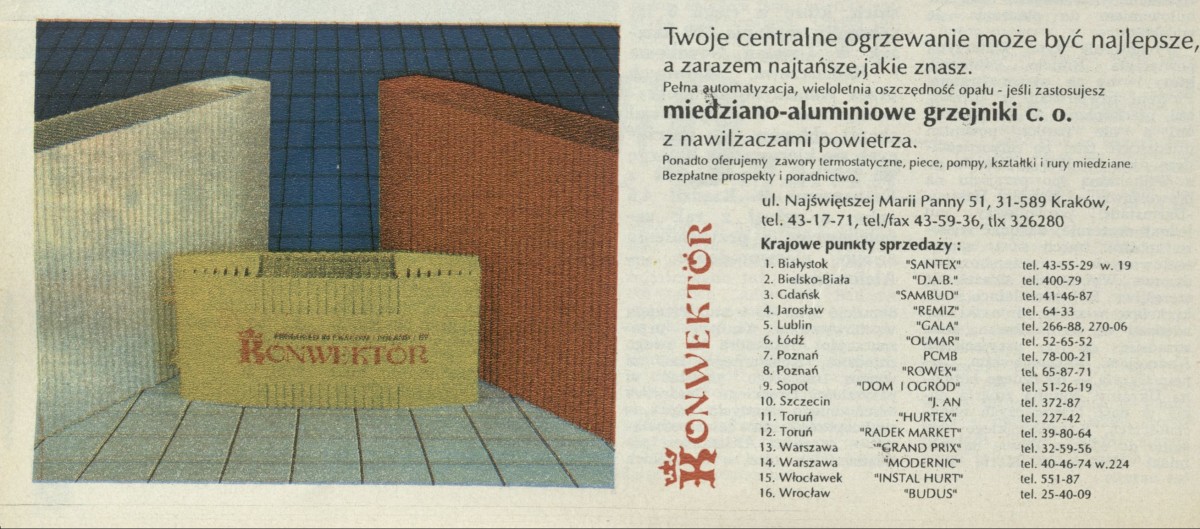 PRODUCED IN CRACOW / POLAND / BY
KONWEKTÖR
Twoje centralne ogrzewanie może być najlepsze,
a zarazem najtańsze,jakie znasz.
Pełna automatyzacja, wieloletnia oszczędność opału - jeśli zastosujesz
miedziano-aluminiowe grzejniki c. o.
z nawilżaczami powietrza.
Ponadto oferujemy zawory termostatyczne, piece, pompy, kształtki i rury miedziane.
Bezpłatne prospekty i poradnictwo.
ul. Najświętszej Marii Panny 51, 31-589 Kraków,
tel. 43-17-71, tel./fax 43-59-36, tlx 326280
KONWEKTÖR
Krajowe punkty sprzedaży :
1. Białystok "SANTEX" tel. 43-55-29 w. 19
2. Bielsko-Biała "D.A.B." tel. 400-79
3. Gdańsk "SAMBUD" tel. 41-46-87
4. Jarosław "REMIZ" tel. 64-33
5. Lublin "GALA" tel. 266-88, 270-06
6. Łódź "OLMAR" tel. 52-65-52
7. Poznań PCMB tel. 78-00-21
8. Poznań "ROWEX" tel. 65-87-71
9. Sopot "DOM I OGRÓD" tel. 51-26-19
10. Szczecin "J. AN tel. 372-87
11. Toruń "HURTEX" tel. 227-42
12. Toruń "RADEK MARKET" tel. 39-80-64
13. Warszawa "GRAND PRIX" tel. 32-59-56
14. Warszawa "MODERNIC" tel. 40-46-74 w.224
15. Włocławek "INSTAL HURT" tel. 551-87
16. Wrocław "BUDUS" tel. 25-40-09